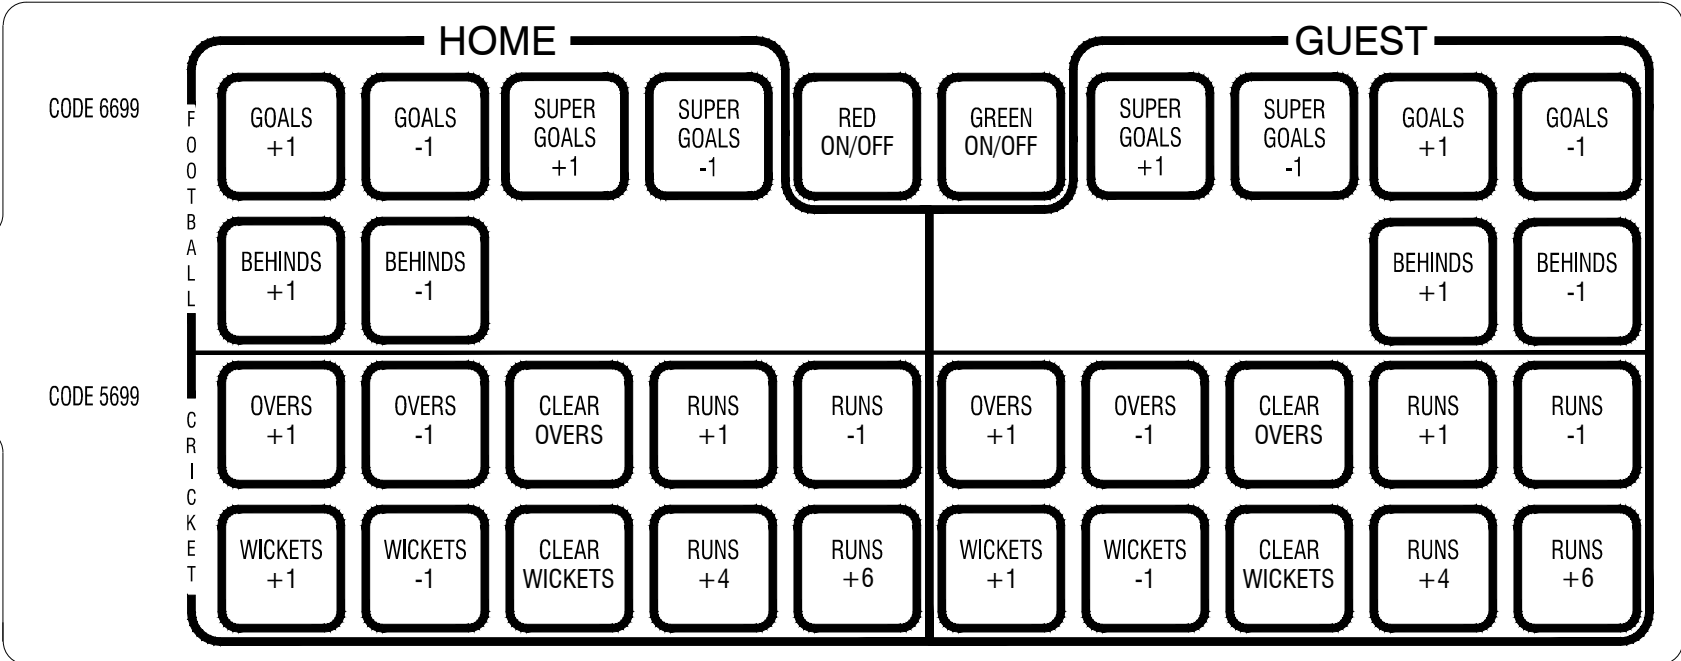 HOME
GUEST
CODE 6699
FOOTBALL
GOALS
+1
GOALS
-1
SUPER
GOALS
+1
SUPER
GOALS
-1
RED
ON/OFF
GREEN
ON/OFF
SUPER
GOALS
+1
SUPER
GOALS
-1
GOALS
+1
GOALS
-1
BEHINDS
+1
BEHINDS
-1
BEHINDS
+1
BEHINDS
-1
CODE 5699
CRICKET
OVERS
+1
OVERS
-1
CLEAR
OVERS
RUNS
+1
RUNS
-1
OVERS
+1
OVERS
-1
CLEAR
OVERS
RUNS
+1
RUNS
-1
WICKETS
+1
WICKETS
-1
CLEAR
WICKETS
RUNS
+4
RUNS
+6
WICKETS
+1
WICKETS
-1
CLEAR
WICKETS
RUNS
+4
RUNS
+6